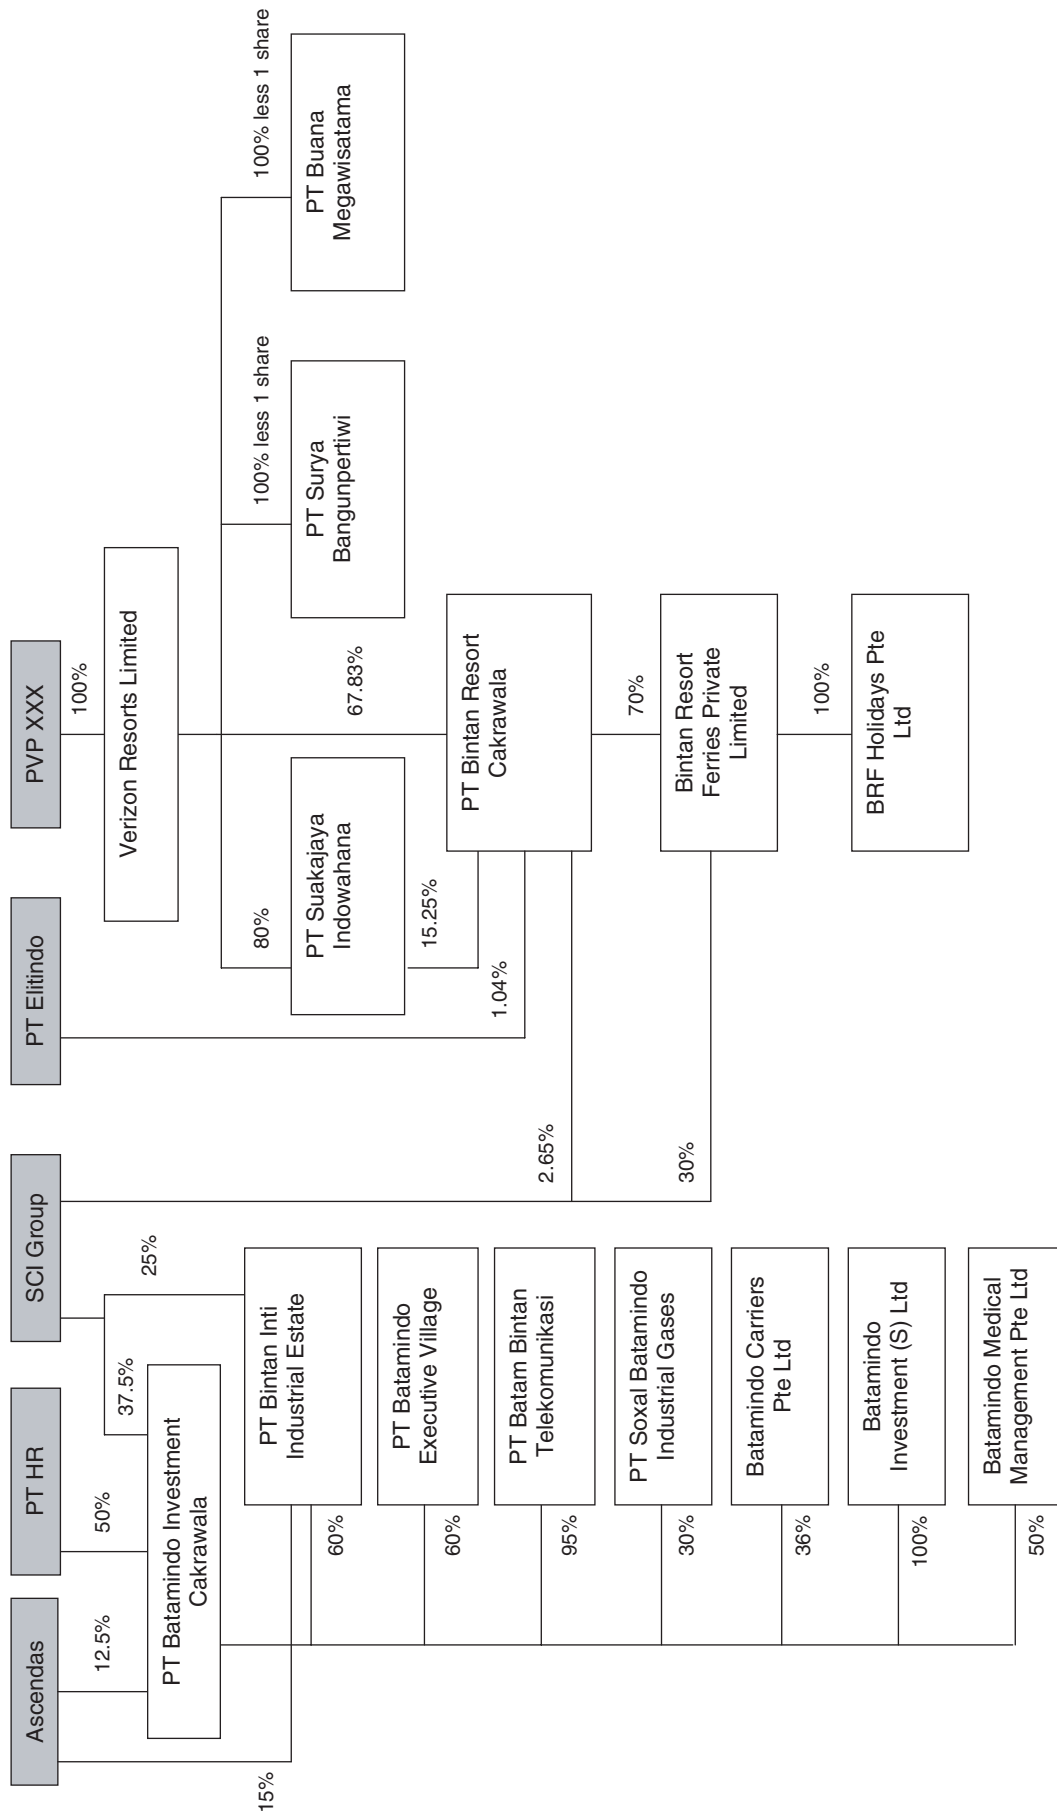 Ascendas
PT HR
SCI Group
PT Elitindo
PVP XXX
15%
12.5%
50%
37.5%
25%
100%
PT Batamindo Investment
Cakrawala
Verizon Resorts Limited
80%
67.83%
100% less 1 share
100% less 1 share
PT Bintan Inti
Industrial Estate
60%
PT Suakajaya
Indowahana
PT Surya
Bangunpertiwi
PT Buana
Megawisatama
PT Batamindo
Executive Village
60%
15.25%
1.04%
2.65%
PT Bintan Resort
Cakrawala
PT Batam Bintan
Telekomunikasi
95%
70%
PT Soxal Batamindo
Industrial Gases
30%
30%
Bintan Resort
Ferries Private
Limited
Batamindo Carriers
Pte Ltd
36%
100%
Batamindo
Investment (S) Ltd
100%
BRF Holidays Pte
Ltd
Batamindo Medical
Management Pte Ltd
50%